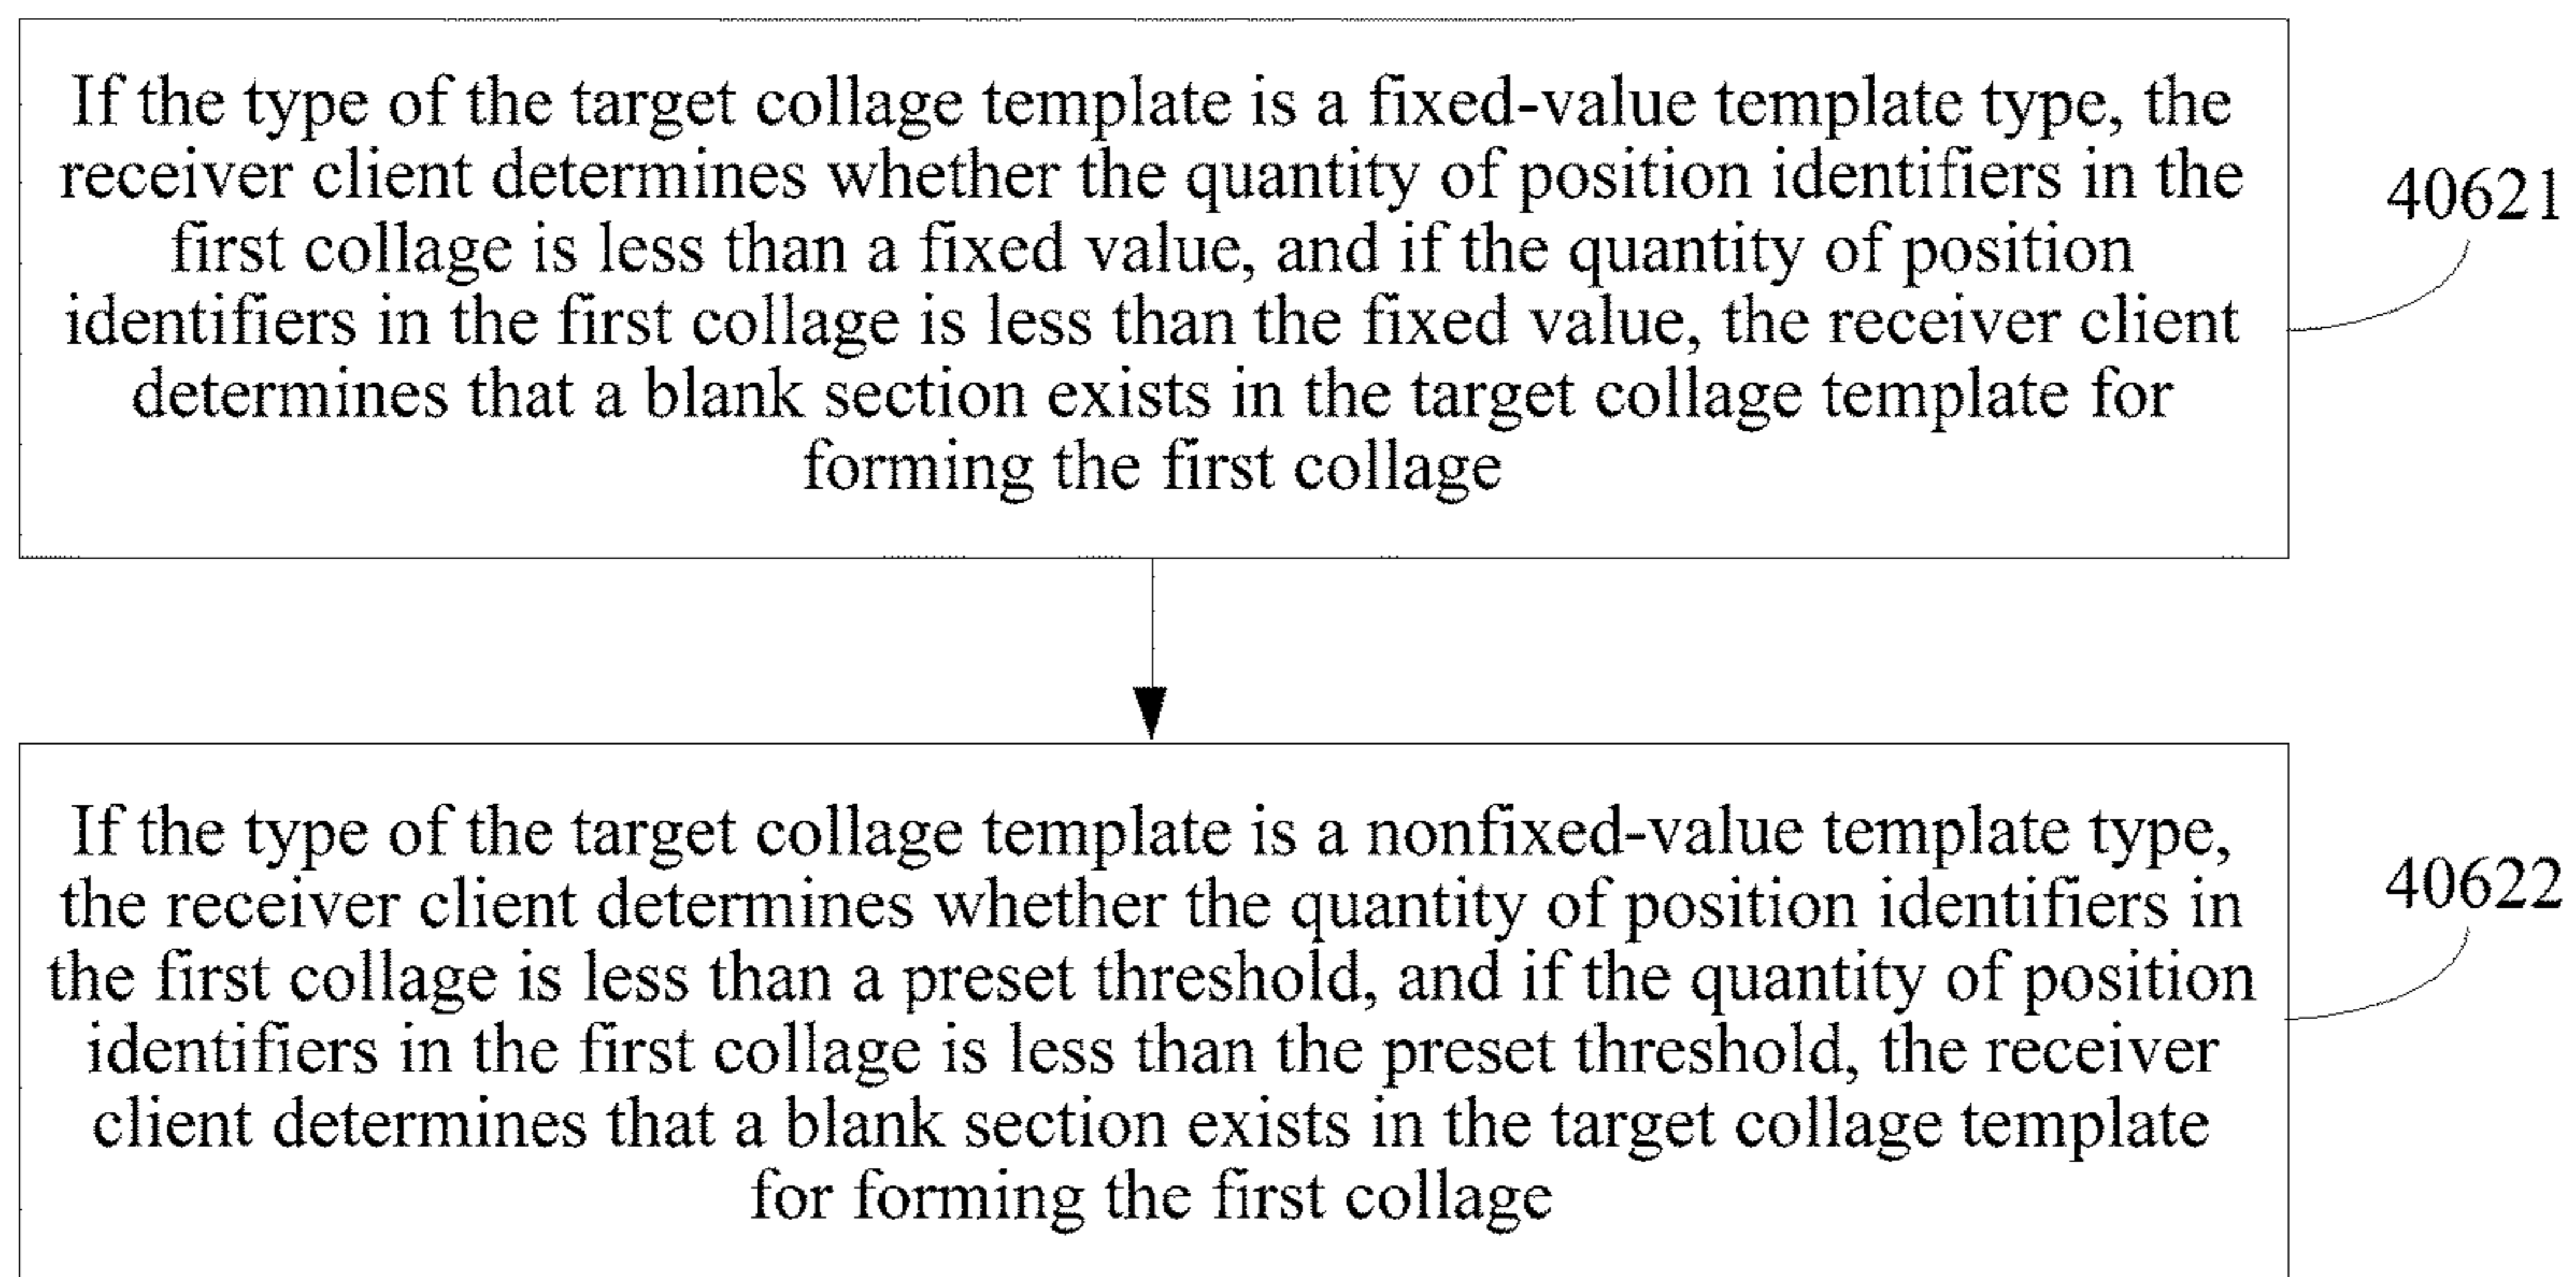 If the type of the target collage template is a fixed-value template type, the
receiver client determines whether the quantity of position identifiers in the
first collage is less than a fixed value, and if the quantity of position
identifiers in the first collage is less than the fixed value, the receiver client
determines that a blank section exists in the target collage template for
forming the first collage
40621
If the type of the target collage template is a nonfixed-value template type,
the receiver client determines whether the quantity of position identifiers in
the first collage is less than a preset threshold, and if the quantity of position
identifiers in the first collage is less than the preset threshold, the receiver
client determines that a blank section exists in the target collage template
for forming the first collage
40622